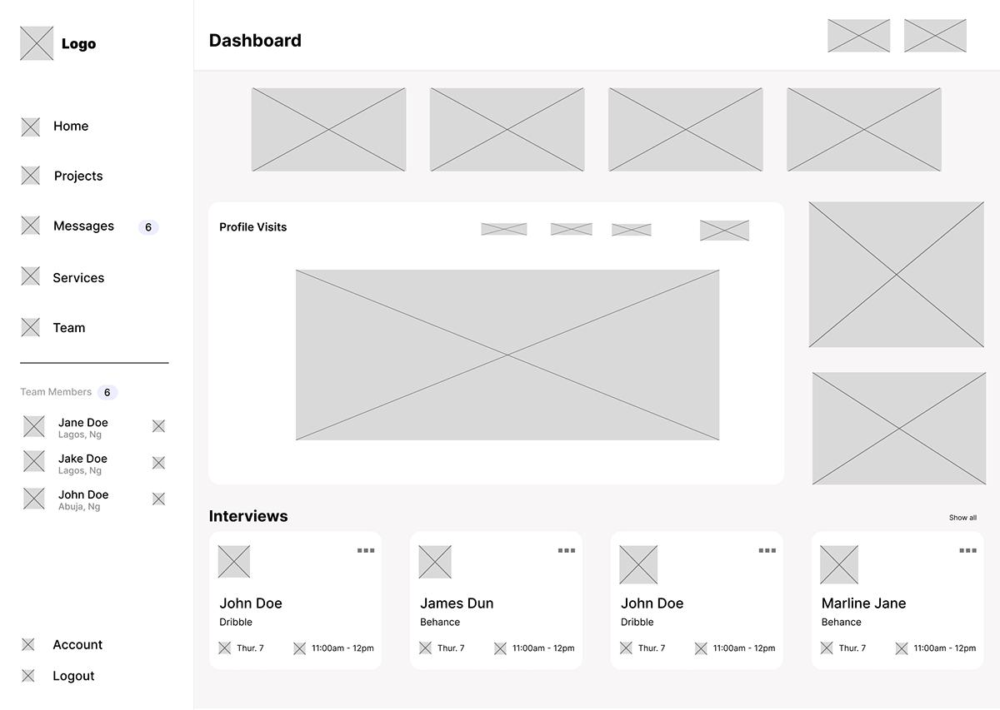 Logo
Dashboard
Home
Projects
Messages 6
Services
Team
Team Members 6
Jane Doe
Lagos, Ng
Jake Doe
Lagos, Ng
John Doe
Abuja, Ng
Account
Logout
Profile Visits
Interviews
Show all
John Doe
Dribble
Thur. 7 11:00am - 12pm
James Dun
Behance
Thur. 7 11:00am - 12pm
John Doe
Dribble
Thur. 7 11:00am - 12pm
Marline Jane
Behance
Thur. 7 11:00am - 12pm